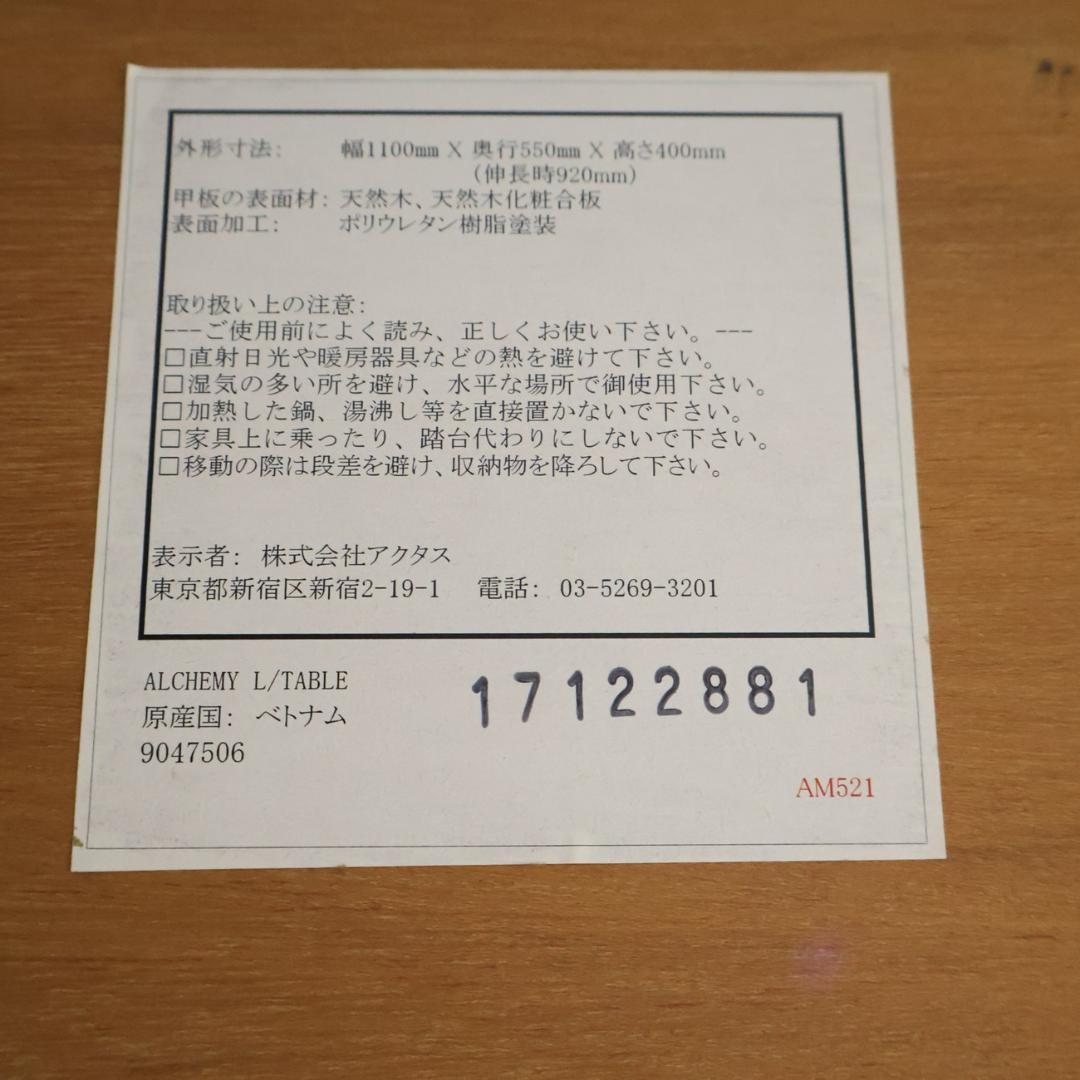 外形寸法: 幅1100mm X 奥行550mm X 高さ400mm
(伸長時920mm)
甲板の表面材: 天然木、天然木化粧合板
表面加工: ポリウレタン樹脂塗装
取り扱い上の注意:
---ご使用前によく読み、正しくお使い下さい。---
□直射日光や暖房器具などの熱を避けて下さい。
□湿気の多い所を避け、水平な場所で御使用下さい。
□加熱した鍋、湯沸し等を直接置かないで下さい。
□家具上に乗ったり、踏台代わりにしないで下さい。
□移動の際は段差を避け、収納物を降ろして下さい。
表示者: 株式会社アクタス
東京都新宿区新宿2-19-1 電話: 03-5269-3201
ALCHEMY L/TABLE
17122881
原産国: ベトナム
9047506
AM521